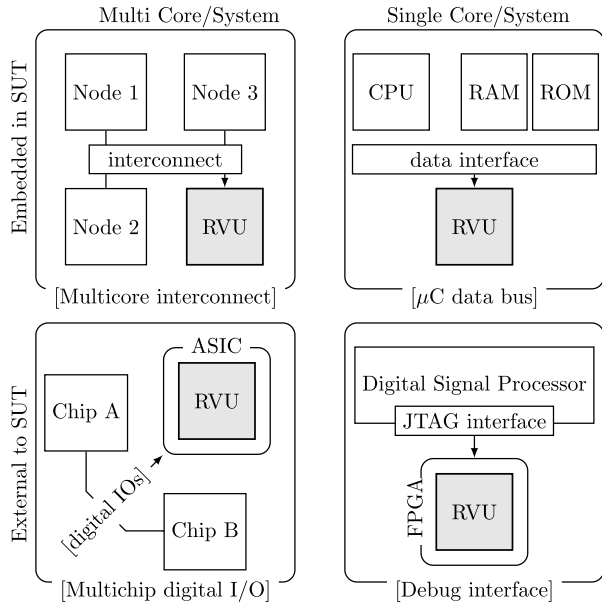 Multi Core/System
Single Core/System
Embedded in SUT
Node 1
Node 3
interconnect
Node 2
RVU
[Multicore interconnect]
CPU
RAM
ROM
data interface
RVU
[μC data bus]
External to SUT
ASIC
RVU
Chip A
[digital IOs]
Chip B
[Multichip digital I/O]
Digital Signal Processor
JTAG interface
FPGA
RVU
[Debug interface]